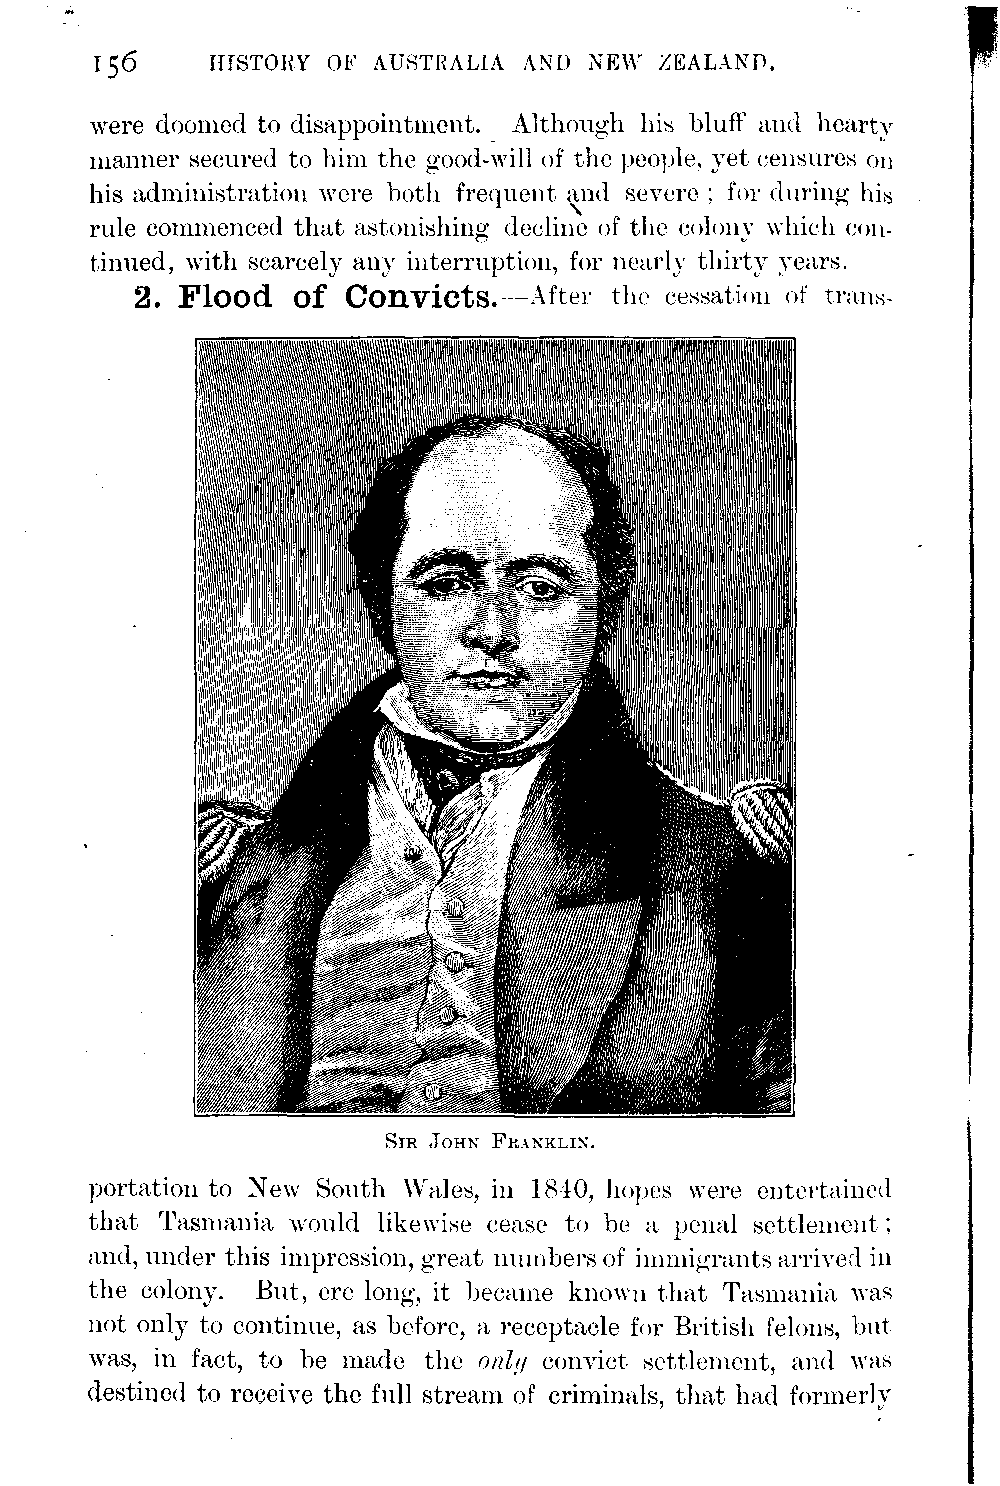 156 HISTORY OF AUSTRALIA AND NEW ZEALAND.
were doomed to disappointment. Although his bluff and hearty
manner secured to him the good-will of the people, yet censures on
his administration were both frequent and severe; for during his
rule commenced that astonishing decline of the colony which con-
tinued, with scarcely any interruption, for nearly thirty years.
2. Flood of Convicts.—After the cessation of trans-
SIR JOHN FRANKLIN.
portation to New South Wales, in 1840, hopes were entertained
that Tasmania would likewise cease to be a penal settlement;
and, under this impression, great numbers of immigrants arrived in
the colony. But, ere long, it became known that Tasmania was
not only to continue, as before, a receptacle for British felons, but
was, in fact, to be made the only convict settlement, and was
destined to receive the full stream of criminals, that had formerly